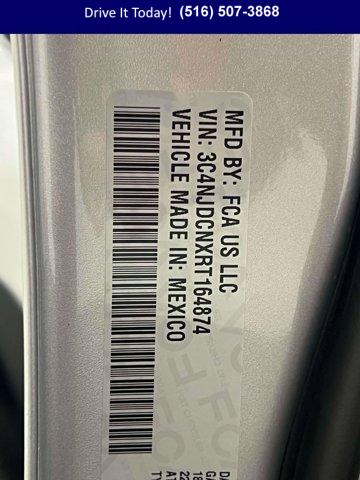 Drive It Today! (516) 507-3868
MFD BY: FCA US LLC
VIN: 3C4NJDCNXRT164874
VEHICLE MADE IN: MEXICO